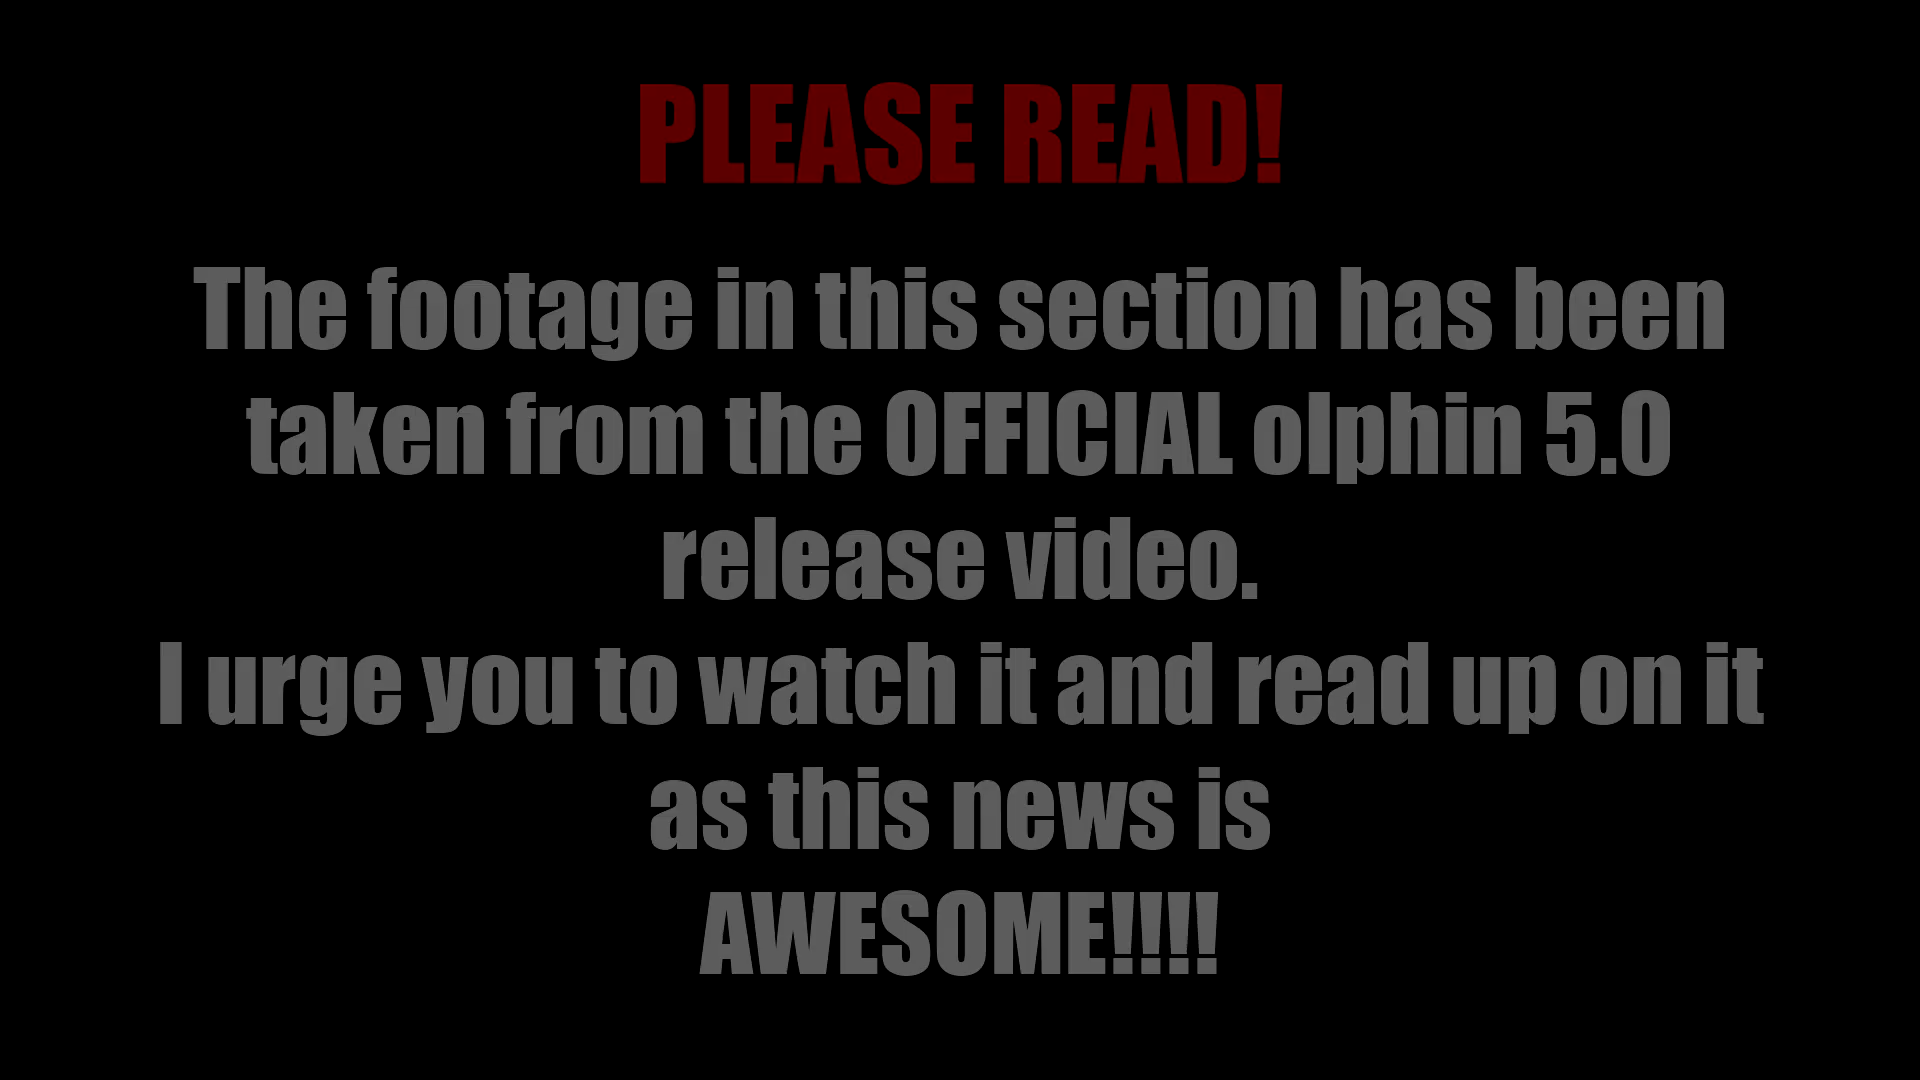 PLEASE READ!
The footage in this section has been
taken from the OFFICIAL olphin 5.0
release video.
I urge you to watch it and read up on it
as this news is
AWESOME!!!!